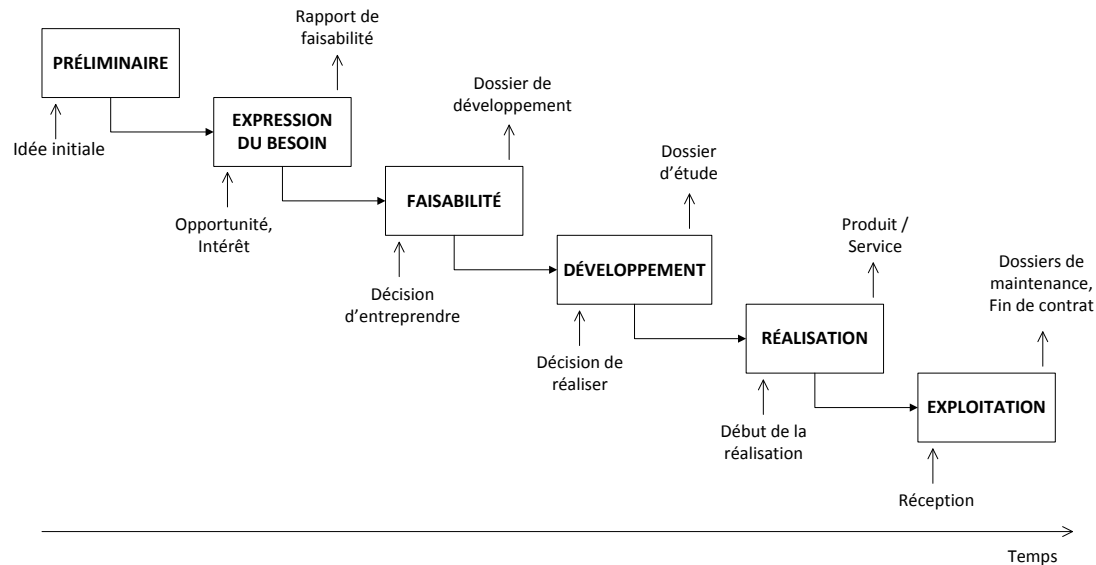 Rapport de
faisabilité
PRÉLIMINAIRE
Dossier de
développement
EXPRESSION
DU BESOIN
Idée initiale
Dossier
d’étude
FAISABILITÉ
Opportunité,
Intérêt
Produit /
Service
DÉVELOPPEMENT
Dossiers de
maintenance,
Fin de contrat
Décision
d’entreprendre
RÉALISATION
Décision de
réaliser
EXPLOITATION
Début de la
réalisation
Réception
Temps